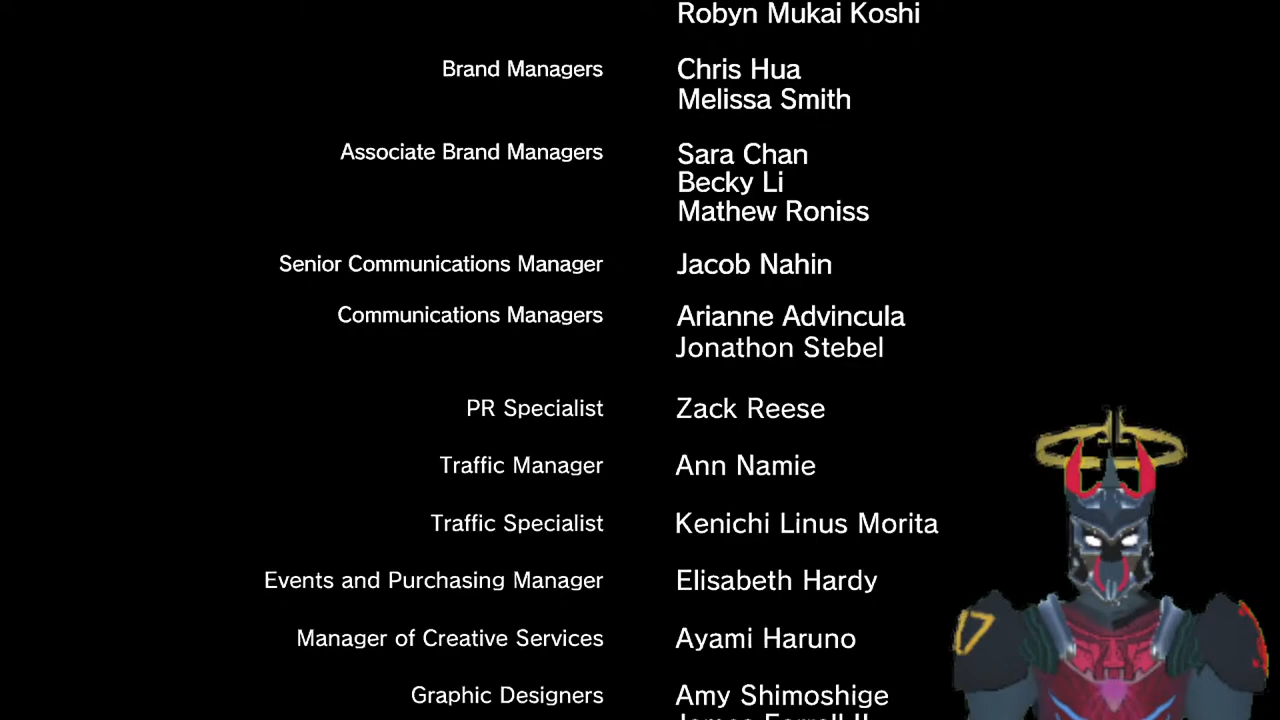 Robyn Mukai Koshi
Brand Managers Chris Hua
Melissa Smith
Associate Brand Managers Sara Chan
Becky Li
Mathew Roniss
Senior Communications Manager Jacob Nahin
Communications Managers Arianne Advincula
Jonathon Stebel
PR Specialist Zack Reese
Traffic Manager Ann Namie
Traffic Specialist Kenichi Linus Morita
Events and Purchasing Manager Elisabeth Hardy
Manager of Creative Services Ayami Haruno
Graphic Designers Amy Shimoshige